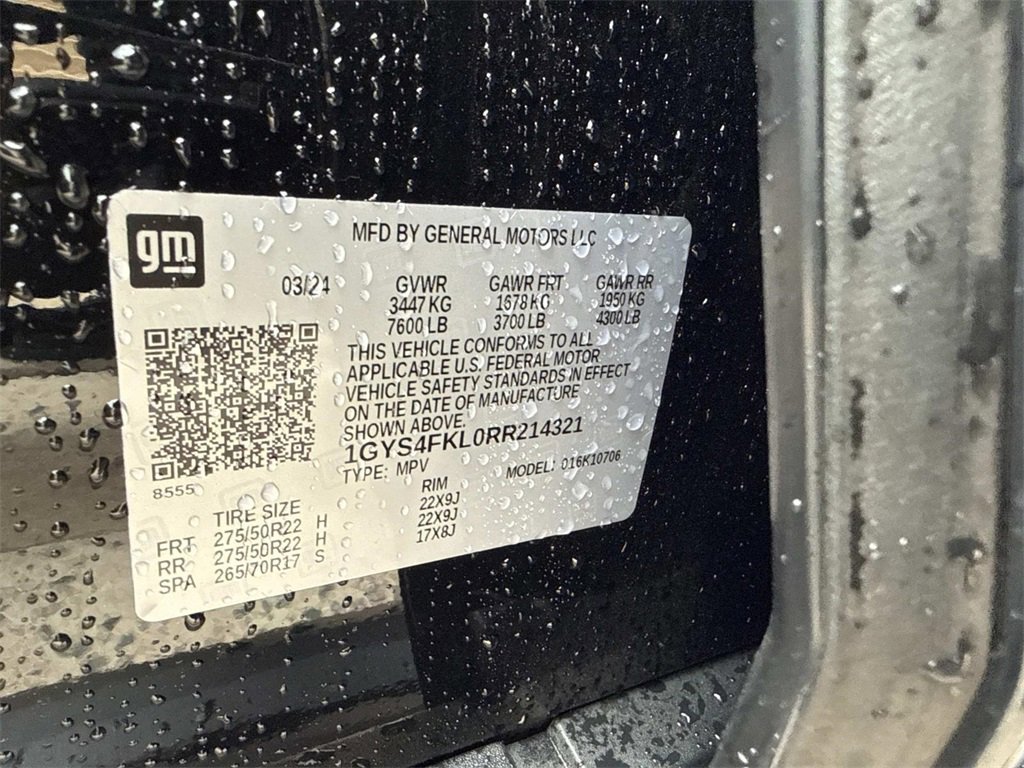 gm
MFD BY GENERAL MOTORS LLC
03/24 GVWR GAWR FRT GAWR RR
3447 KG 1678 KG 1950 KG
7600 LB 3700 LB 4300 LB
THIS VEHICLE CONFORMS TO ALL
APPLICABLE U.S. FEDERAL MOTOR
VEHICLE SAFETY STANDARDS IN EFFECT
ON THE DATE OF MANUFACTURE
SHOWN ABOVE.
1GYS4FKL0RR214321
TYPE: MPV MODEL: 016K10706
8555
TIRE SIZE RIM
FRT 275/50R22 H 22X9J
RR 275/50R22 H 22X9J
SPA 265/70R17 S 17X8J